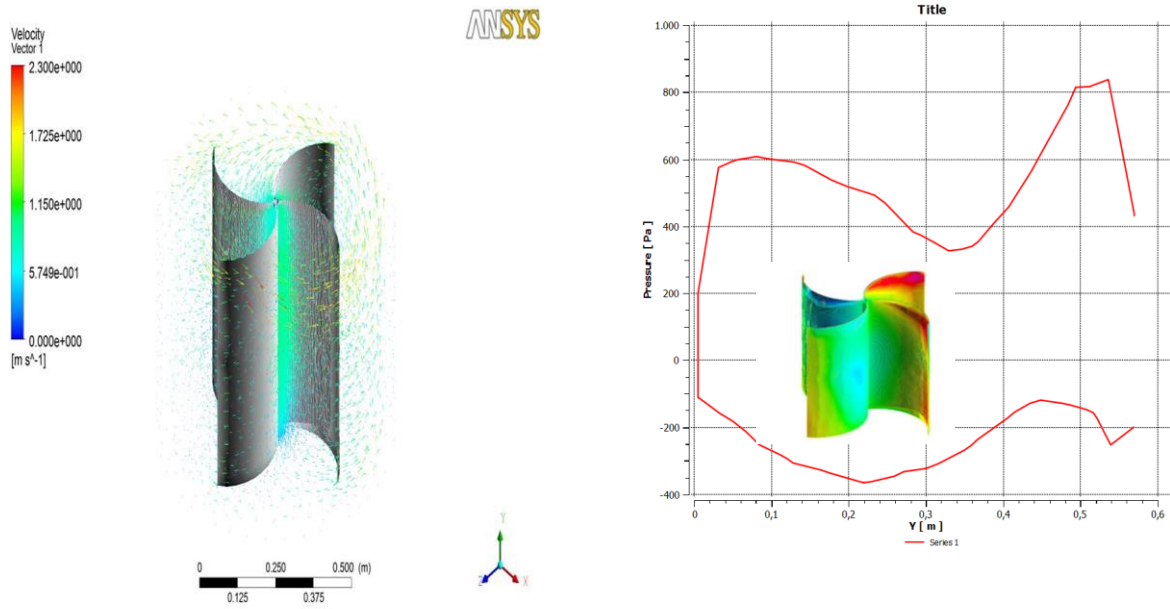 ANSYS
Velocity
Vector 1
2.300e+000
1.725e+000
1.150e+000
5.749e-001
0.000e+000
[m s^-1]
0
0.250
0.500
(m)
0.125
0.375
Y
Z
X
Title
1.000
800
600
400
200
0
-200
-400
Pressure [ Pa ]
0
0,1
0,2
0,3
0,4
0,5
0,6
Y [ m ]
Series 1